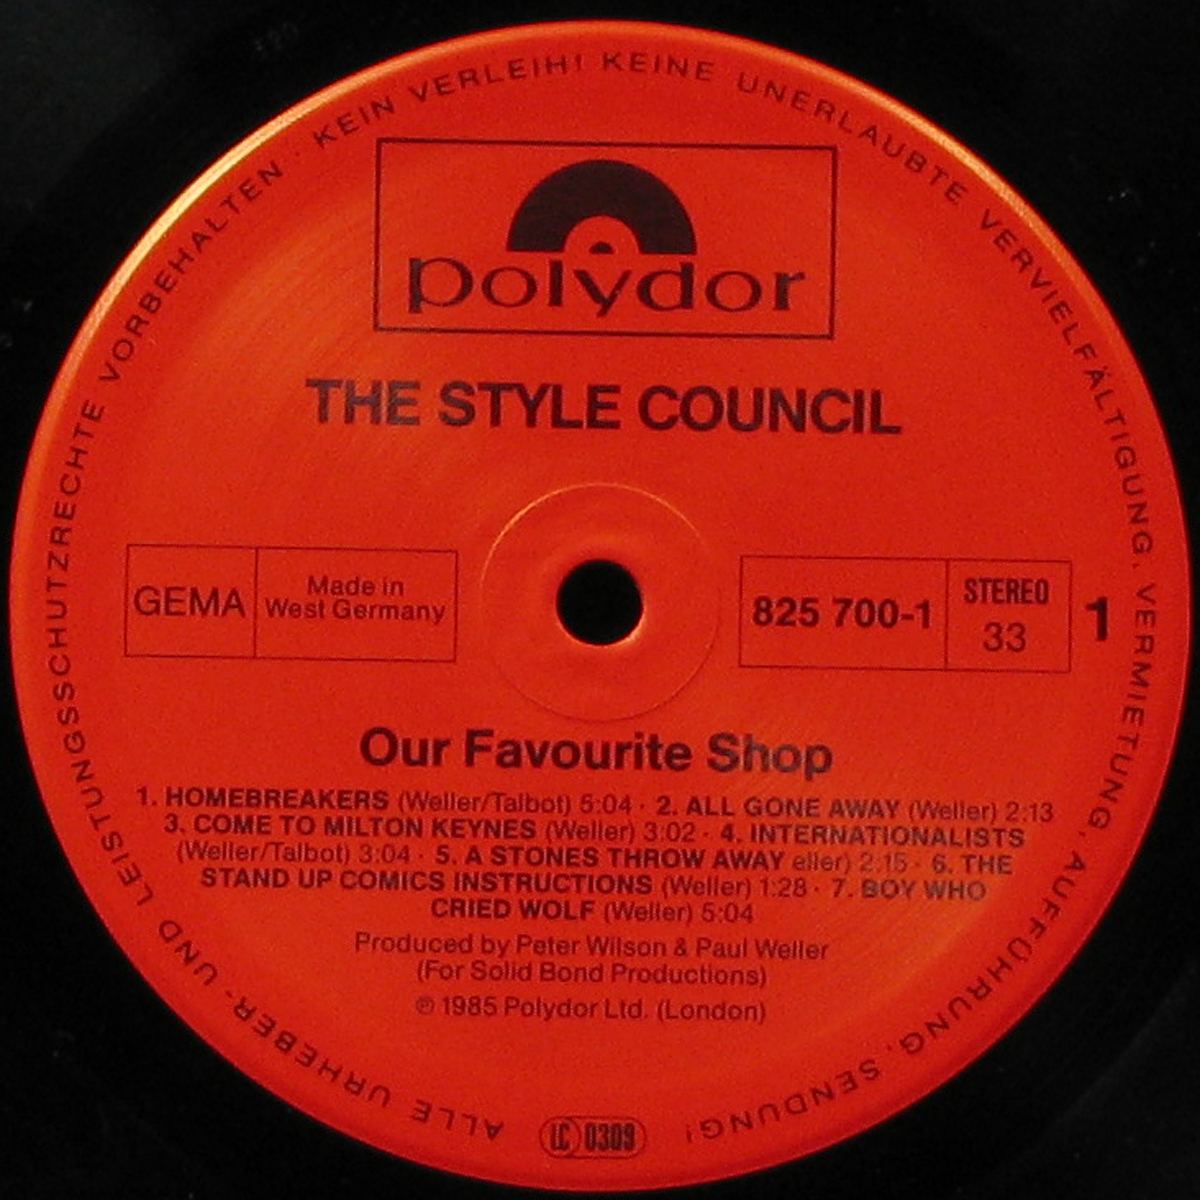 ALLE URHEBER- UND LEISTUNGSSCHUTZRECHTE VORBEHALTEN · KEIN VERLEIH! KEINE UNERLAUBTE VERVIELFÄLTIGUNG, VERMIETUNG, AUFFÜHRUNG, SENDUNG!
polydor
THE STYLE COUNCIL
GEMA
Made in
West Germany
825 700-1
STEREO
33
1
Our Favourite Shop
1. HOMEBREAKERS (Weller/Talbot) 5:04 · 2. ALL GONE AWAY (Weller) 2:13
3. COME TO MILTON KEYNES (Weller) 3:02 · 4. INTERNATIONALISTS
(Weller/Talbot) 3:04 · 5. A STONES THROW AWAY eller) 2:15 · 6. THE
STAND UP COMICS INSTRUCTIONS (Weller) 1:28 · 7. BOY WHO
CRIED WOLF (Weller) 5:04
Produced by Peter Wilson & Paul Weller
(For Solid Bond Productions)
℗ 1985 Polydor Ltd. (London)
LC 0309